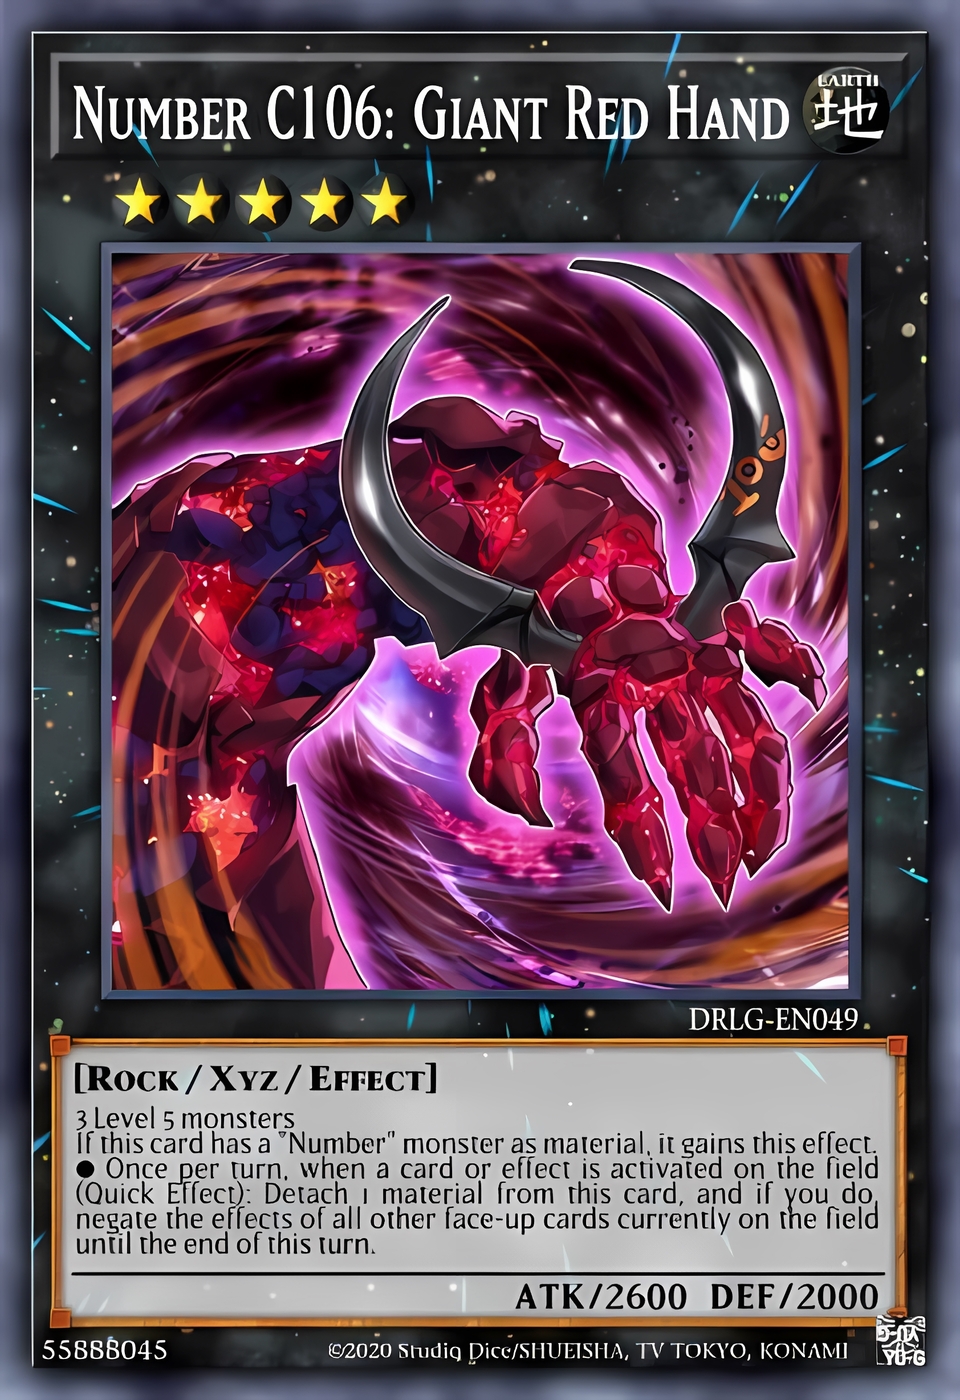 NUMBER C106: GIANT RED HAND
EARTH
地
106
DRLG-EN049
[ROCK / XYZ / EFFECT]
3 Level 5 monsters
If this card has a "Number" monster as material, it gains this effect.
● Once per turn, when a card or effect is activated on the field
(Quick Effect): Detach 1 material from this card, and if you do,
negate the effects of all other face-up cards currently on the field
until the end of this turn.
ATK/2600 DEF/2000
55888045
©2020 Studio Dice/SHUEISHA, TV TOKYO, KONAMI